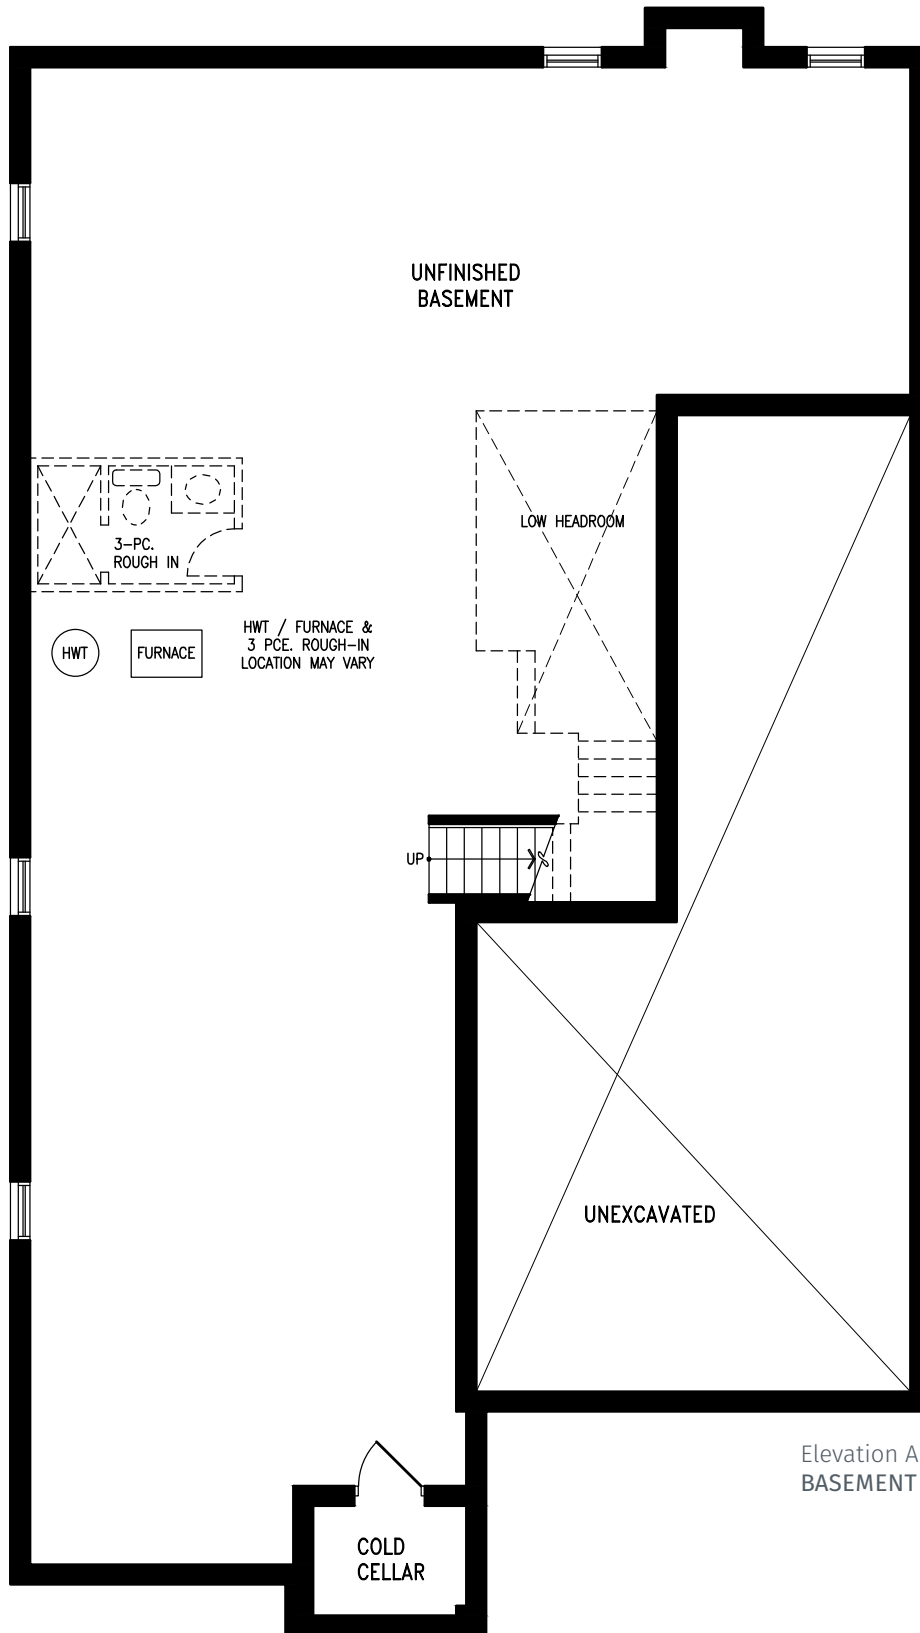 UNFINISHED
BASEMENT
LOW HEADROOM
3-PC.
ROUGH IN
HWT
FURNACE
HWT / FURNACE &
3 PCE. ROUGH-IN
LOCATION MAY VARY
UP
UNEXCAVATED
Elevation A
BASEMENT
COLD
CELLAR